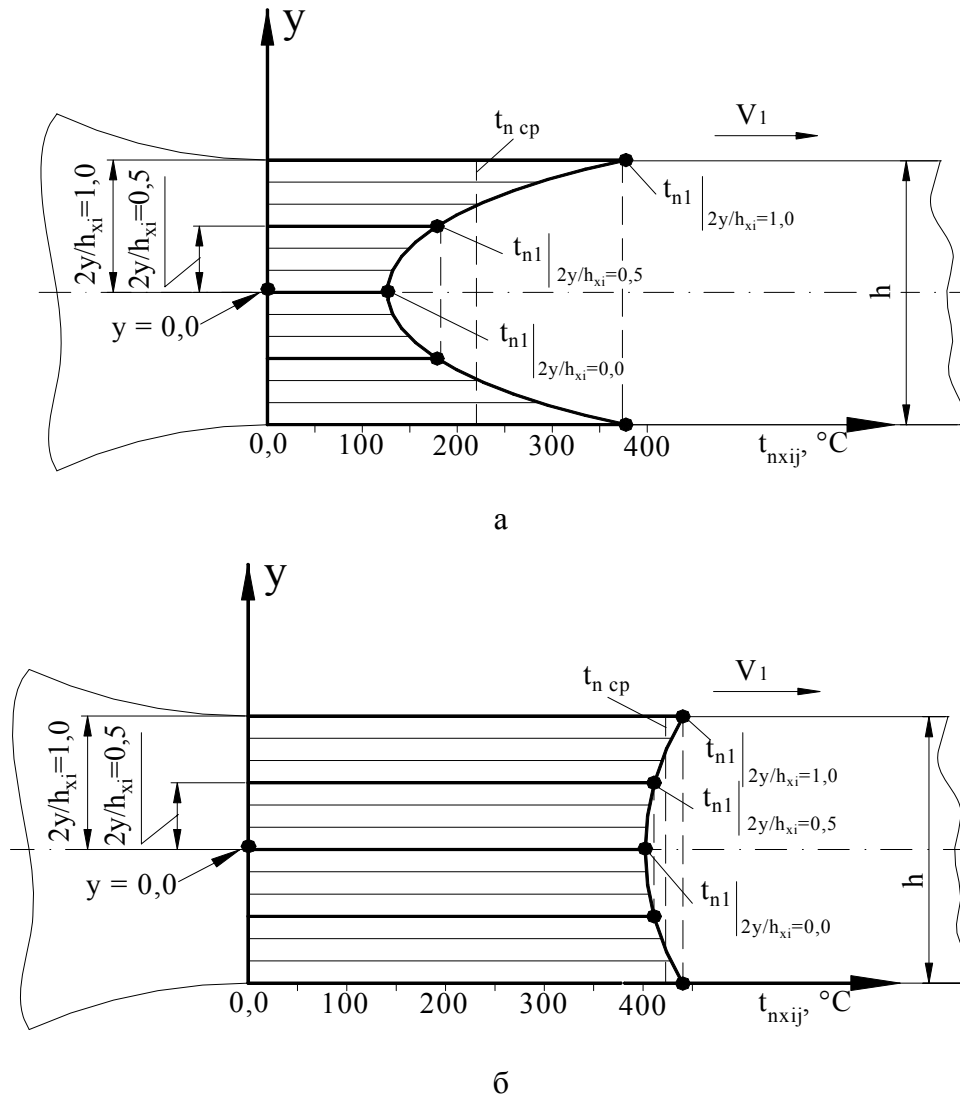 y
t_n ср
V1
2y/h_xi=1,0
2y/h_xi=0,5
t_n1|2y/h_xi=1,0
t_n1|2y/h_xi=0,5
y = 0,0
t_n1|2y/h_xi=0,0
h
0,0 100 200 300 400 t_nxij, °C
а
y
t_n ср
V1
2y/h_xi=1,0
2y/h_xi=0,5
t_n1|2y/h_xi=1,0
t_n1|2y/h_xi=0,5
y = 0,0
t_n1|2y/h_xi=0,0
h
0,0 100 200 300 400 t_nxij, °C
б